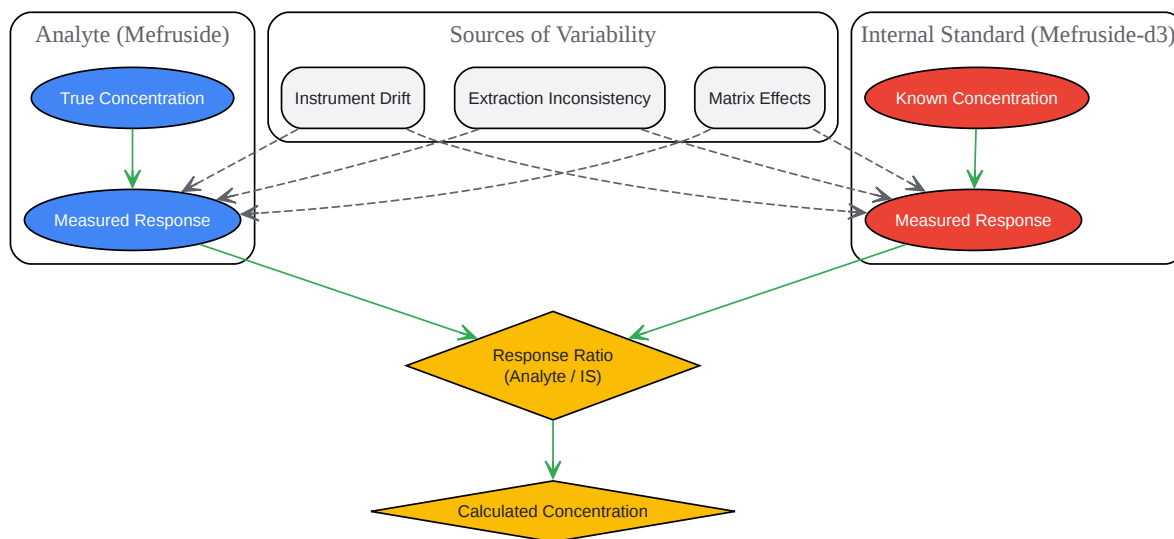 Analyte (Mefruside)
Sources of Variability
Internal Standard (Mefruside-d3)
True Concentration
Instrument Drift
Extraction Inconsistency
Matrix Effects
Known Concentration
Measured Response
Measured Response
Response Ratio
(Analyte / IS)
Calculated Concentration